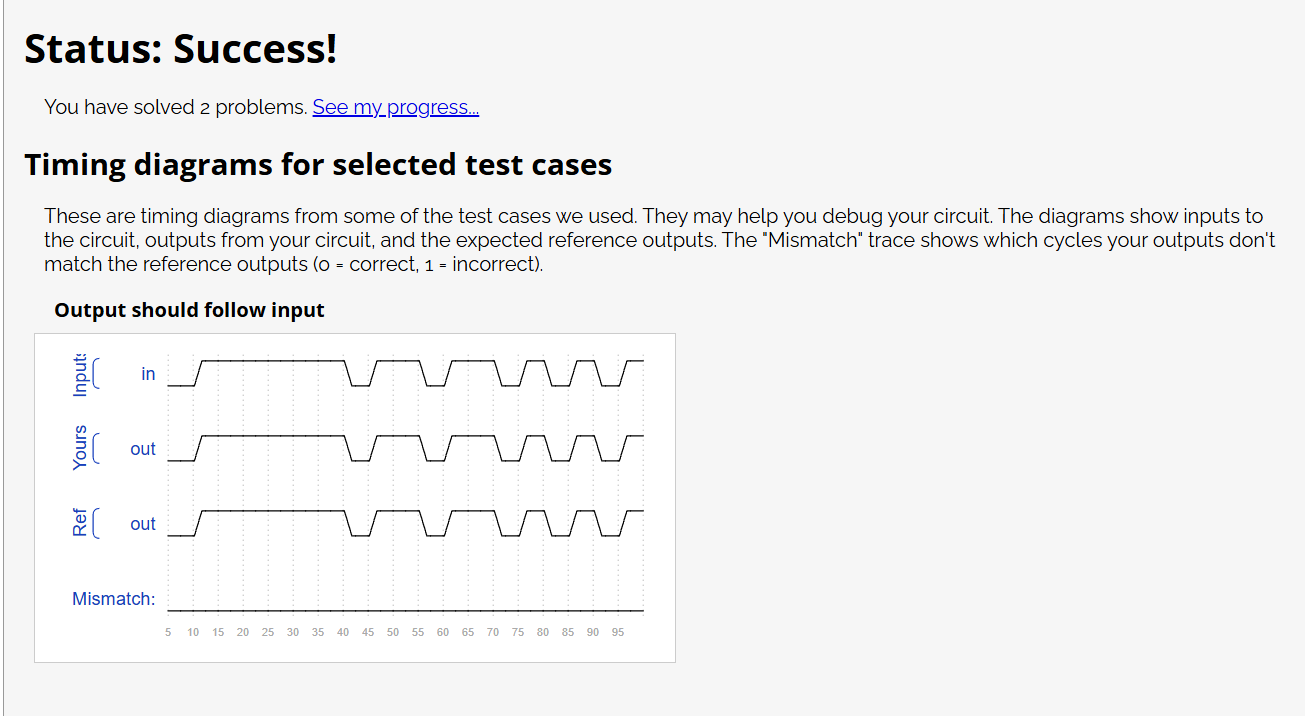 Status: Success!
You have solved 2 problems. See my progress...
Timing diagrams for selected test cases
These are timing diagrams from some of the test cases we used. They may help you debug your circuit. The diagrams show inputs to
the circuit, outputs from your circuit, and the expected reference outputs. The "Mismatch" trace shows which cycles your outputs don't
match the reference outputs (0 = correct, 1 = incorrect).
Output should follow input
Inputs
in
Yours
out
Ref
out
Mismatch:
5 10 15 20 25 30 35 40 45 50 55 60 65 70 75 80 85 90 95